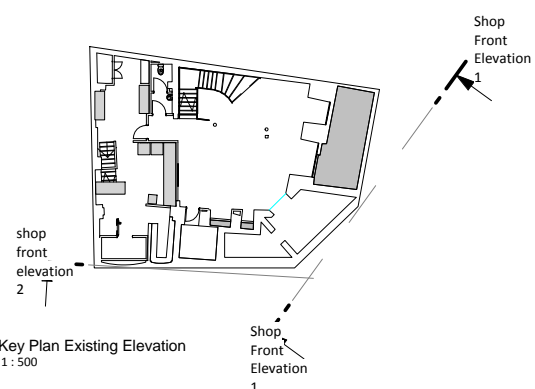 Shop
Front
Elevation
1
shop
front
elevation
2
Key Plan Existing Elevation
1 : 500
Shop
Front
Elevation
1